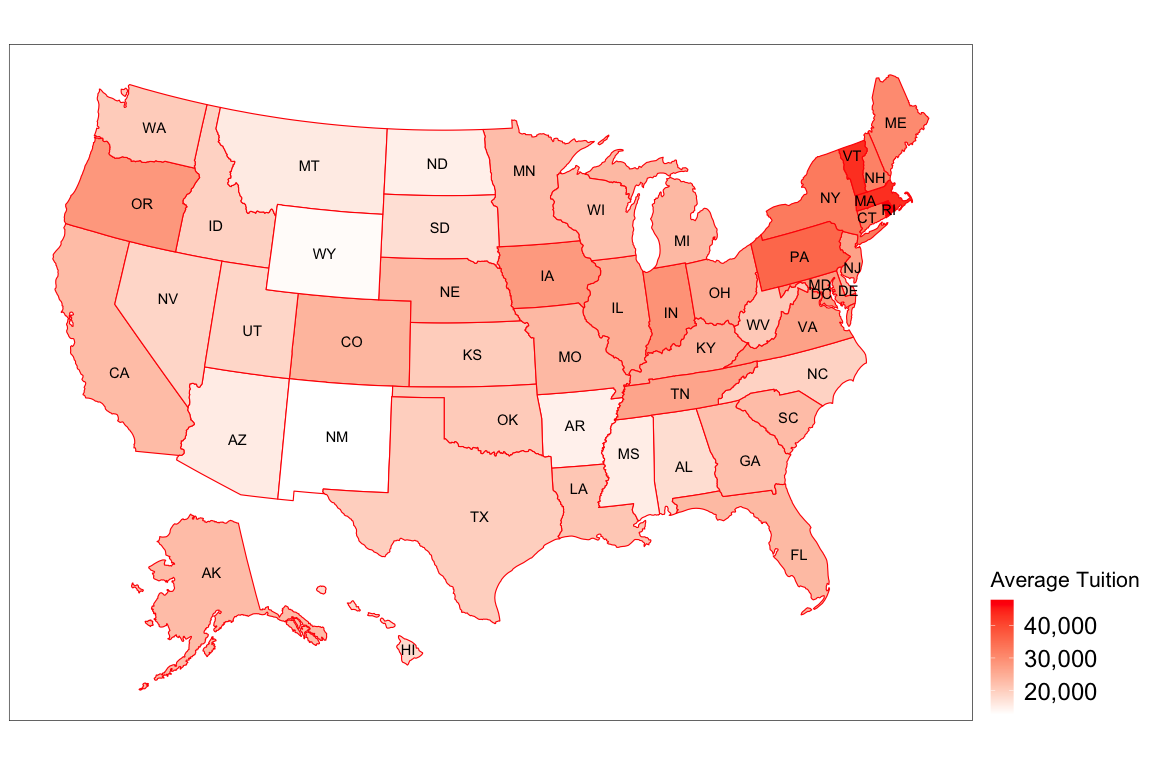 ME
WA
VT
ND
MT
MN
NH
NY
MA
OR
RI
WI
CT
ID
SD
MI
WY
PA
NJ
IA
MD
NE
OH
DE
DC
NV
IL
IN
WV
VA
UT
CO
KY
KS
MO
CA
NC
TN
SC
OK
AR
NM
AZ
MS
GA
AL
LA
TX
FL
AK
HI
Average Tuition
40,000
30,000
20,000